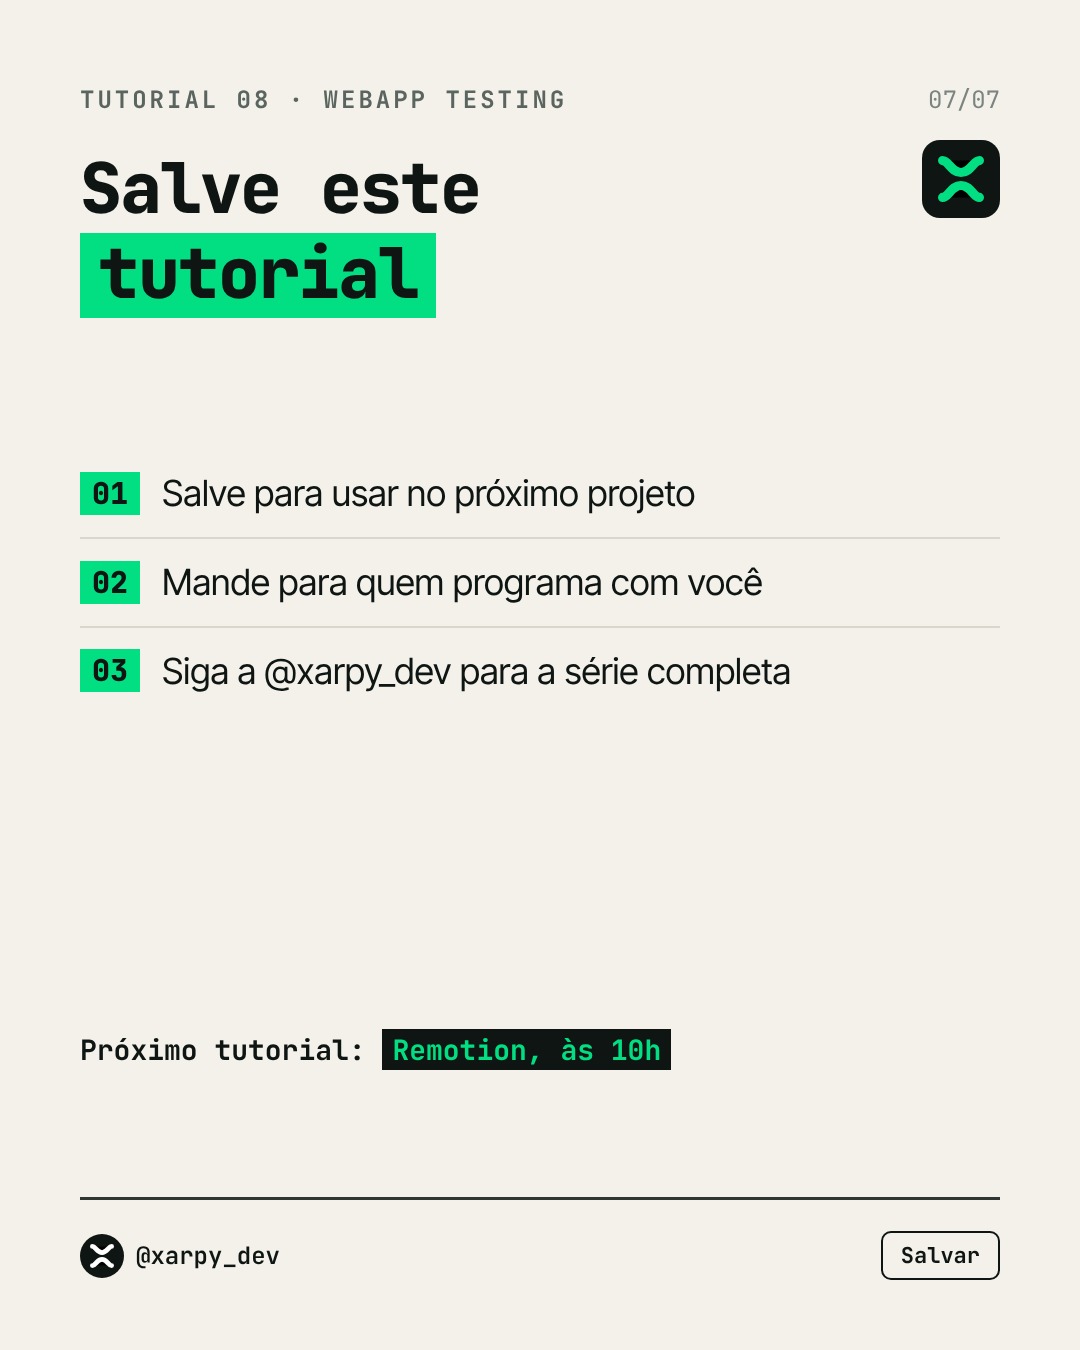 TUTORIAL 08 · WEBAPP TESTING
07/07
Salve este
tutorial
01 Salve para usar no próximo projeto
02 Mande para quem programa com você
03 Siga a @xarpy_dev para a série completa
Próximo tutorial: Remotion, às 10h
@xarpy_dev
Salvar